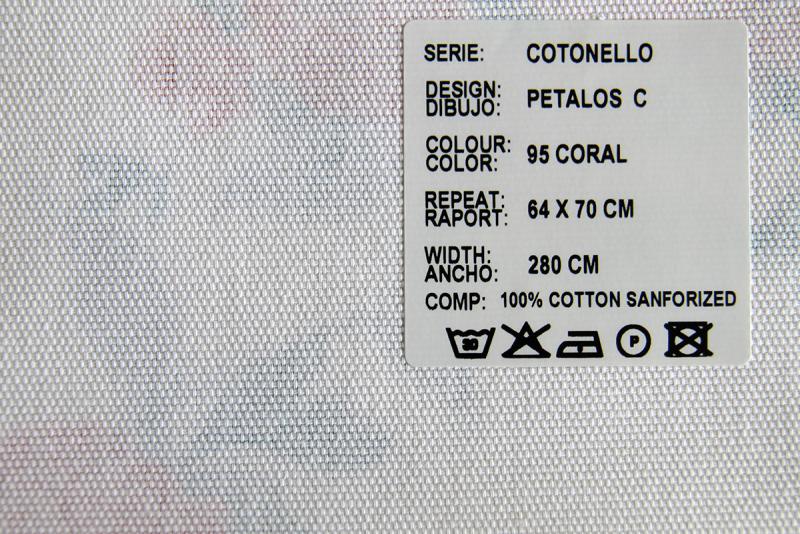 SERIE: COTONELLO
DESIGN:
DIBUJO: PETALOS C
COLOUR:
COLOR: 95 CORAL
REPEAT:
RAPORT: 64 X 70 CM
WIDTH:
ANCHO: 280 CM
COMP: 100% COTTON SANFORIZED
30 P